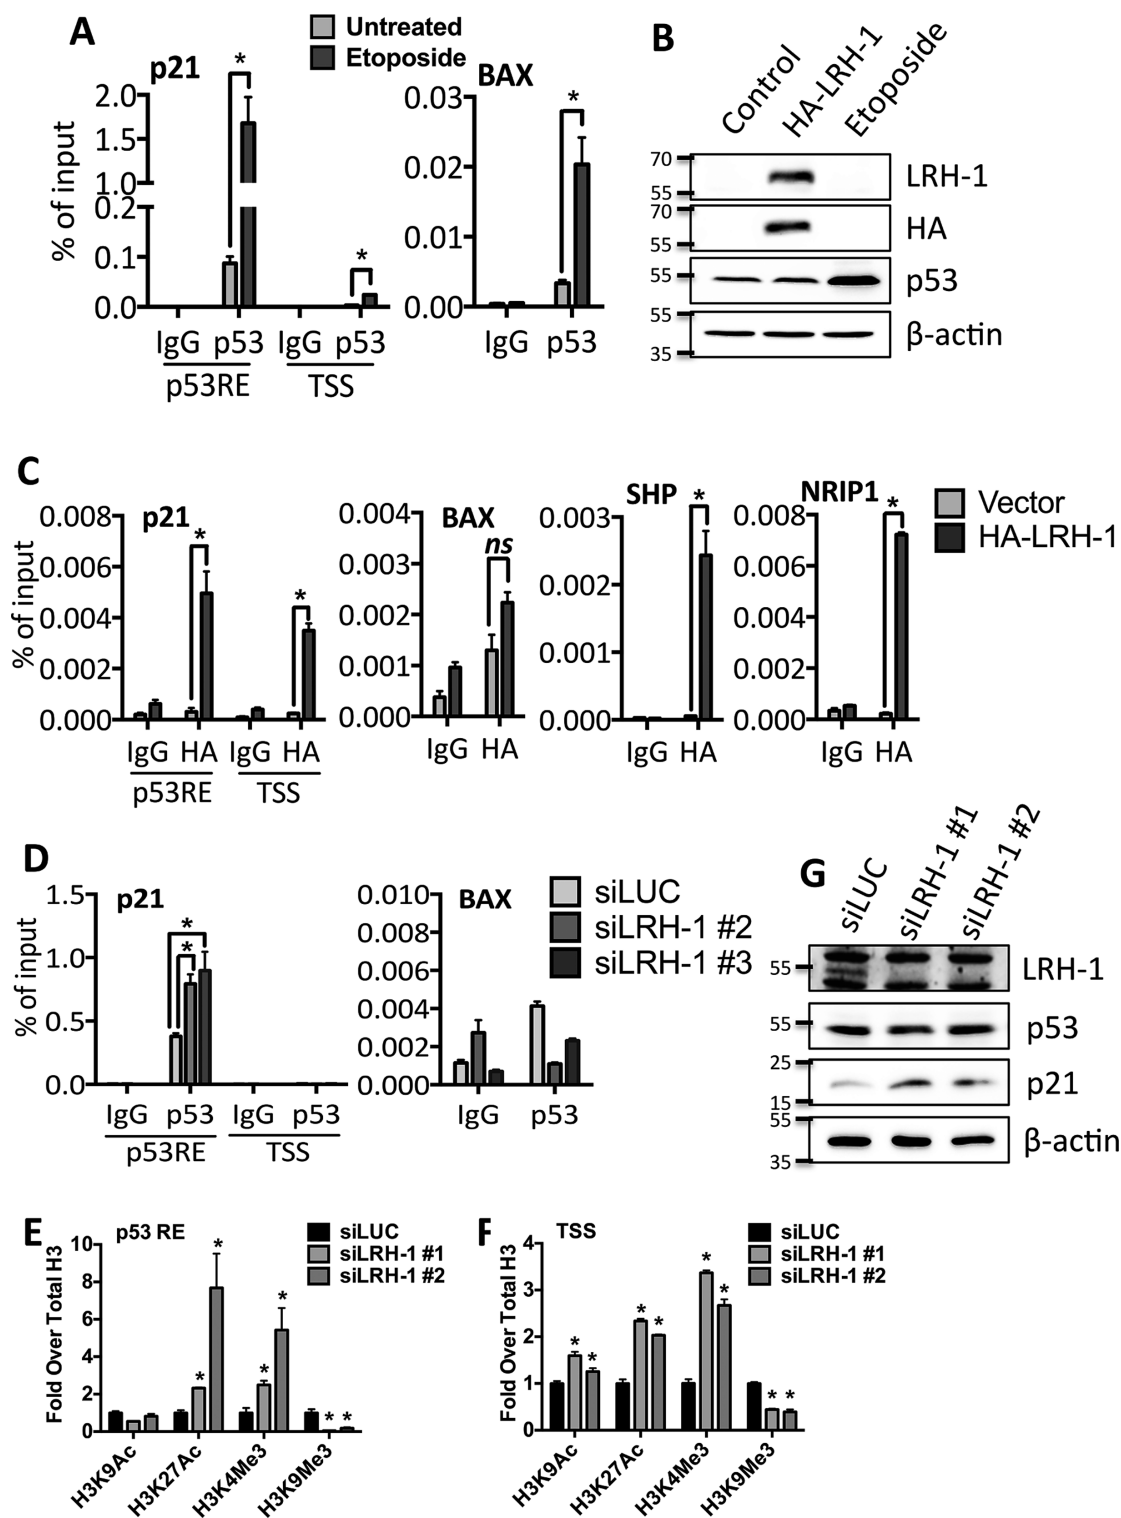 A
Untreated
Etoposide
p21
*
2.0
1.5
1.0
0.2
0.1
0.0
% of input
*
IgG p53 IgG p53
p53RE TSS
BAX
*
0.03
0.02
0.01
0.00
IgG p53
B
Control
HA-LRH-1
Etoposide
70
55
LRH-1
70
55
HA
55
p53
55
35
β-actin
C
p21
0.008
0.006
0.004
0.002
0.000
% of input
*
*
IgG HA IgG HA
p53RE TSS
BAX
ns
0.004
0.003
0.002
0.001
0.000
IgG HA
SHP
*
0.003
0.002
0.001
0.000
IgG HA
NRIP1
*
0.008
0.006
0.004
0.002
0.000
IgG HA
Vector
HA-LRH-1
D
p21
1.5
1.0
0.5
0.0
% of input
*
*
IgG p53 IgG p53
p53RE TSS
BAX
0.010
0.008
0.006
0.004
0.002
0.000
IgG p53
siLUC
siLRH-1 #2
siLRH-1 #3
G
siLUC
siLRH-1 #1
siLRH-1 #2
55
LRH-1
55
p53
25
15
p21
55
35
β-actin
E
p53 RE
siLUC
siLRH-1 #1
siLRH-1 #2
10
8
6
4
2
0
Fold Over Total H3
* * * * * *
H3K9Ac
H3K27Ac
H3K4Me3
H3K9Me3
F
TSS
siLUC
siLRH-1 #1
siLRH-1 #2
4
3
2
1
0
Fold Over Total H3
* * * * * * * *
H3K9Ac
H3K27Ac
H3K4Me3
H3K9Me3